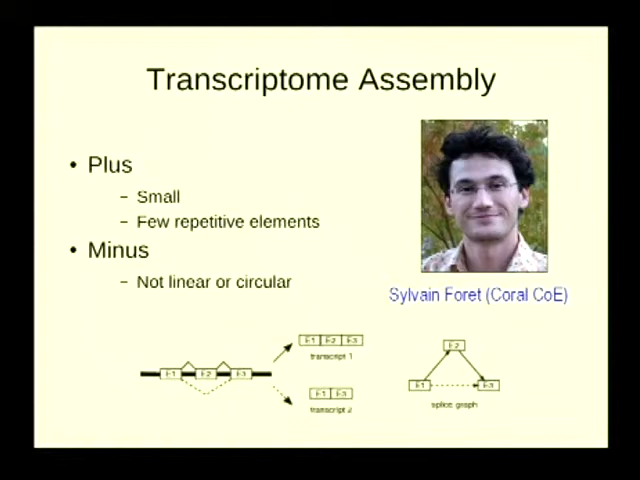 Transcriptome Assembly
• Plus
– Small
– Few repetitive elements
• Minus
– Not linear or circular
Sylvain Foret (Coral CoE)
E1 E2 E3
transcript 1
E1 E2 E3
E1 E3
transcript 2
E2
E1 E3
splice graph